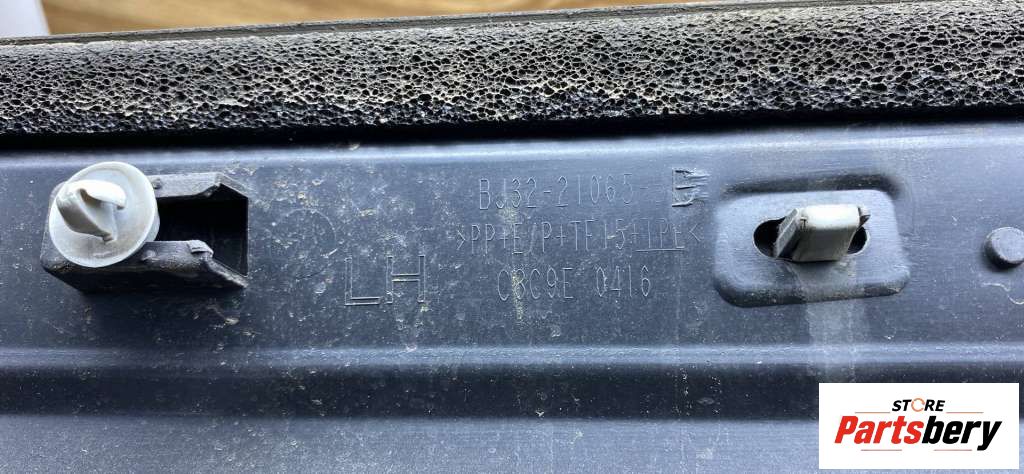 BJ32-21065 E
>PP+E/P+TF15+TPE<
LH
C8C9E 0416
STORE
Partsbery